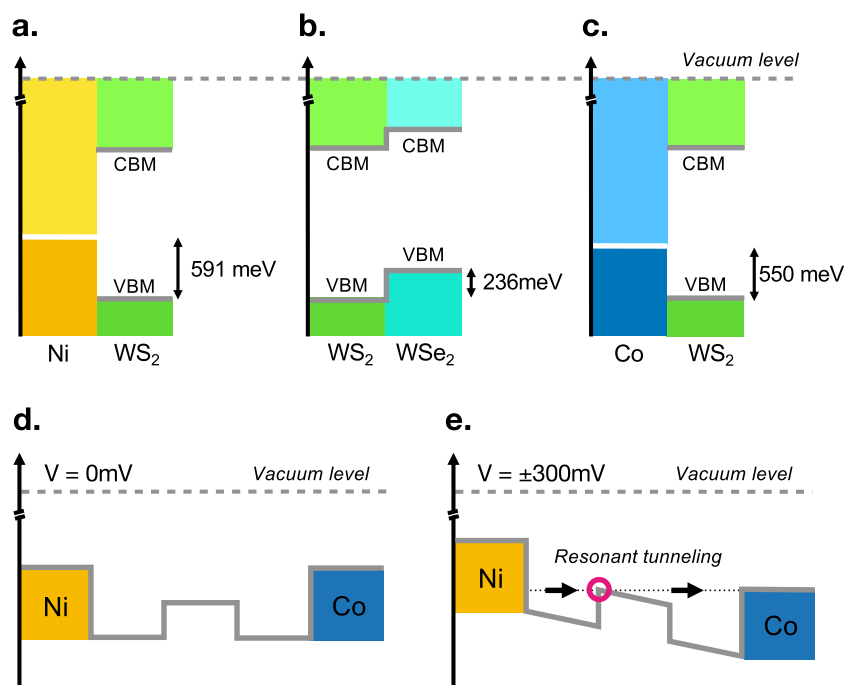 a.
CBM
VBM
591 meV
Ni
WS₂
b.
CBM
CBM
VBM
VBM
236meV
WS₂
WSe₂
c.
Vacuum level
CBM
VBM
550 meV
Co
WS₂
d.
V = 0mV
Vacuum level
Ni
Co
e.
V = ±300mV
Vacuum level
Resonant tunneling
Ni
Co